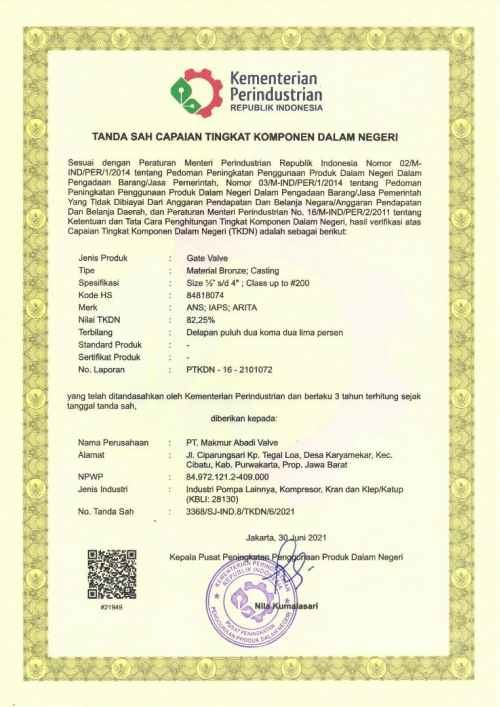 Kementerian
Perindustrian
REPUBLIK INDONESIA
TANDA SAH CAPAIAN TINGKAT KOMPONEN DALAM NEGERI
Sesuai dengan Peraturan Menteri Perindustrian Republik Indonesia Nomor 02/M-
IND/PER/1/2014 tentang Pedoman Peningkatan Penggunaan Produk Dalam Negeri Dalam
Pengadaan Barang/Jasa Pemerintah, Nomor 03/M-IND/PER/1/2014 tentang Pedoman
Peningkatan Penggunaan Produk Dalam Negeri Dalam Pengadaan Barang/Jasa Pemerintah
Yang Tidak Dibiayai Dari Anggaran Pendapatan Dan Belanja Negara/Anggaran Pendapatan
Dan Belanja Daerah, dan Peraturan Menteri Perindustrian No. 16/M-IND/PER/2/2011 tentang
Ketentuan dan Tata Cara Penghitungan Tingkat Komponen Dalam Negeri, hasil verifikasi atas
Capaian Tingkat Komponen Dalam Negeri (TKDN) adalah sebagai berikut:
Jenis Produk : Gate Valve
Tipe : Material Bronze; Casting
Spesifikasi : Size ½" s/d 4" ; Class up to #200
Kode HS : 84818074
Merk : ANS; IAPS; ARITA
Nilai TKDN : 82,25%
Terbilang : Delapan puluh dua koma dua lima persen
Standard Produk : -
Sertifikat Produk : -
No. Laporan : PTKDN - 16 - 2101072
yang telah ditandasahkan oleh Kementerian Perindustrian dan berlaku 3 tahun terhitung sejak
tanggal tanda sah,
diberikan kepada:
Nama Perusahaan : PT. Makmur Abadi Valve
Alamat : Jl. Ciparungsari Kp. Tegal Loa, Desa Karyamekar, Kec.
Cibatu, Kab. Purwakarta, Prop. Jawa Barat
NPWP : 84.972.121.2-409.000
Jenis Industri : Industri Pompa Lainnya, Kompresor, Kran dan Klep/Katup
(KBLI: 28130)
No. Tanda Sah : 3368/SJ-IND.8/TKDN/6/2021
Jakarta, 30 Juni 2021
Kepala Pusat Peningkatan Penggunaan Produk Dalam Negeri
KEMENTERIAN PERINDUSTRIAN
REPUBLIK INDONESIA
PUSAT PENINGKATAN
PENGGUNAAN PRODUK DALAM NEGERI
Nila Kumalasari
#21949